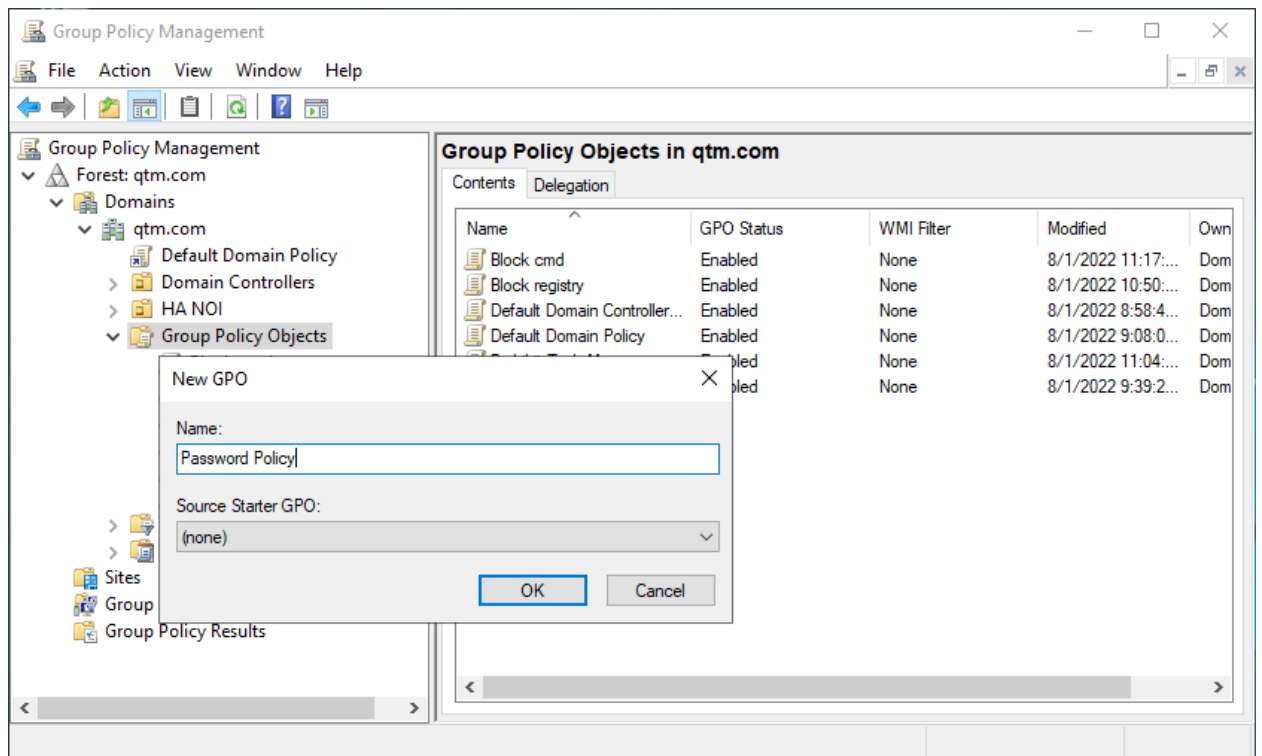 Group Policy Management
File Action View Window Help
Group Policy Management
Forest: qtm.com
Domains
qtm.com
Default Domain Policy
Domain Controllers
HA NOI
Group Policy Objects
Sites
Group
Group Policy Results
Group Policy Objects in qtm.com
Contents Delegation
Name GPO Status WMI Filter Modified Own
Block cmd Enabled None 8/1/2022 11:17:... Dom
Block registry Enabled None 8/1/2022 10:50:... Dom
Default Domain Controller... Enabled None 8/1/2022 8:58:4... Dom
Default Domain Policy Enabled None 8/1/2022 9:08:0... Dom
None 8/1/2022 11:04:... Dom
None 8/1/2022 9:39:2... Dom
New GPO
Name:
Password Policy
Source Starter GPO:
(none)
OK Cancel